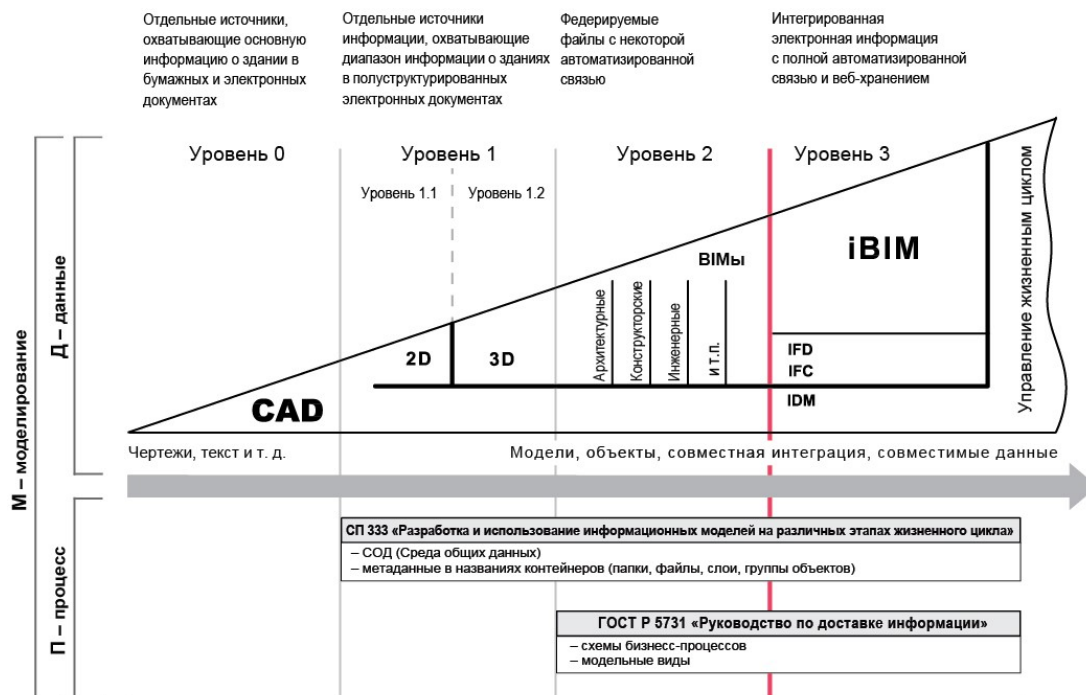 Отдельные источники,
охватывающие основную
информацию о здании в
бумажных и электронных
документах
Отдельные источники
информации, охватывающие
диапазон информации о зданиях
в полуструктурированных
электронных документах
Федерируемые
файлы с некоторой
автоматизированной
связью
Интегрированная
электронная информация
с полной автоматизированной
связью и веб-хранением
Уровень 0
Уровень 1
Уровень 2
Уровень 3
Уровень 1.1
Уровень 1.2
М – моделирование
Д – данные
BIMы
iBIM
Архитектурные
Конструкторские
Инженерные
и т.п.
2D
3D
IFD
IFC
IDM
CAD
Управление жизненным циклом
Чертежи, текст и т. д.
Модели, объекты, совместная интеграция, совместимые данные
П – процесс
СП 333 «Разработка и использование информационных моделей на различных этапах жизненного цикла»
– СОД (Среда общих данных)
– метаданные в названиях контейнеров (папки, файлы, слои, группы объектов)
ГОСТ Р 5731 «Руководство по доставке информации»
– схемы бизнес-процессов
– модельные виды